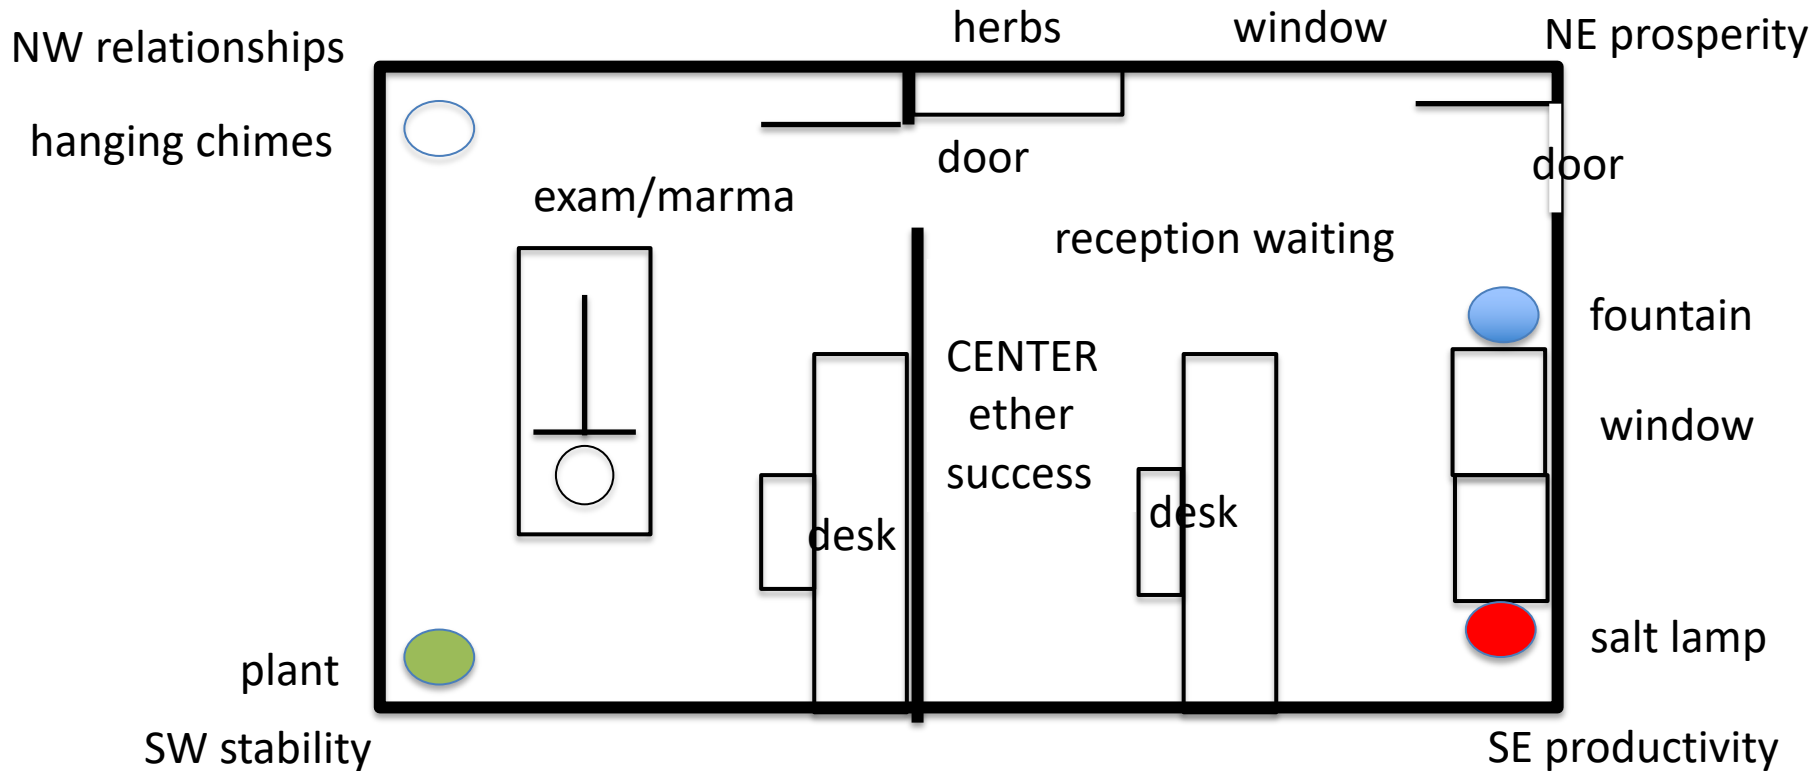 herbs
window
NE prosperity
NW relationships
hanging chimes
door
door
exam/marma
reception waiting
fountain
CENTER
ether
success
window
desk
desk
salt lamp
plant
SW stability
SE productivity